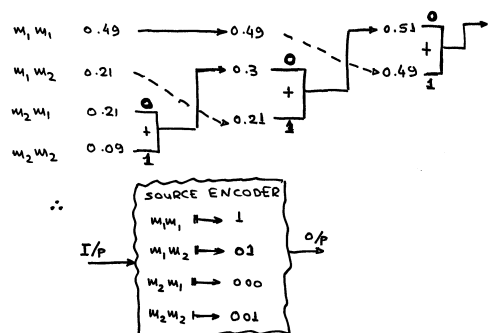 m₁ m₁ 0.49 0.49 0.51 0
+
m₁ m₂ 0.21 0.3 0 0.49 1
+
m₂ m₁ 0.21 0 0.21 1
+
m₂ m₂ 0.09 1
∴
SOURCE ENCODER
m₁m₁ ↦ 1
I/P m₁m₂ ↦ 01 O/P
m₂m₁ ↦ 000
m₂m₂ ↦ 001